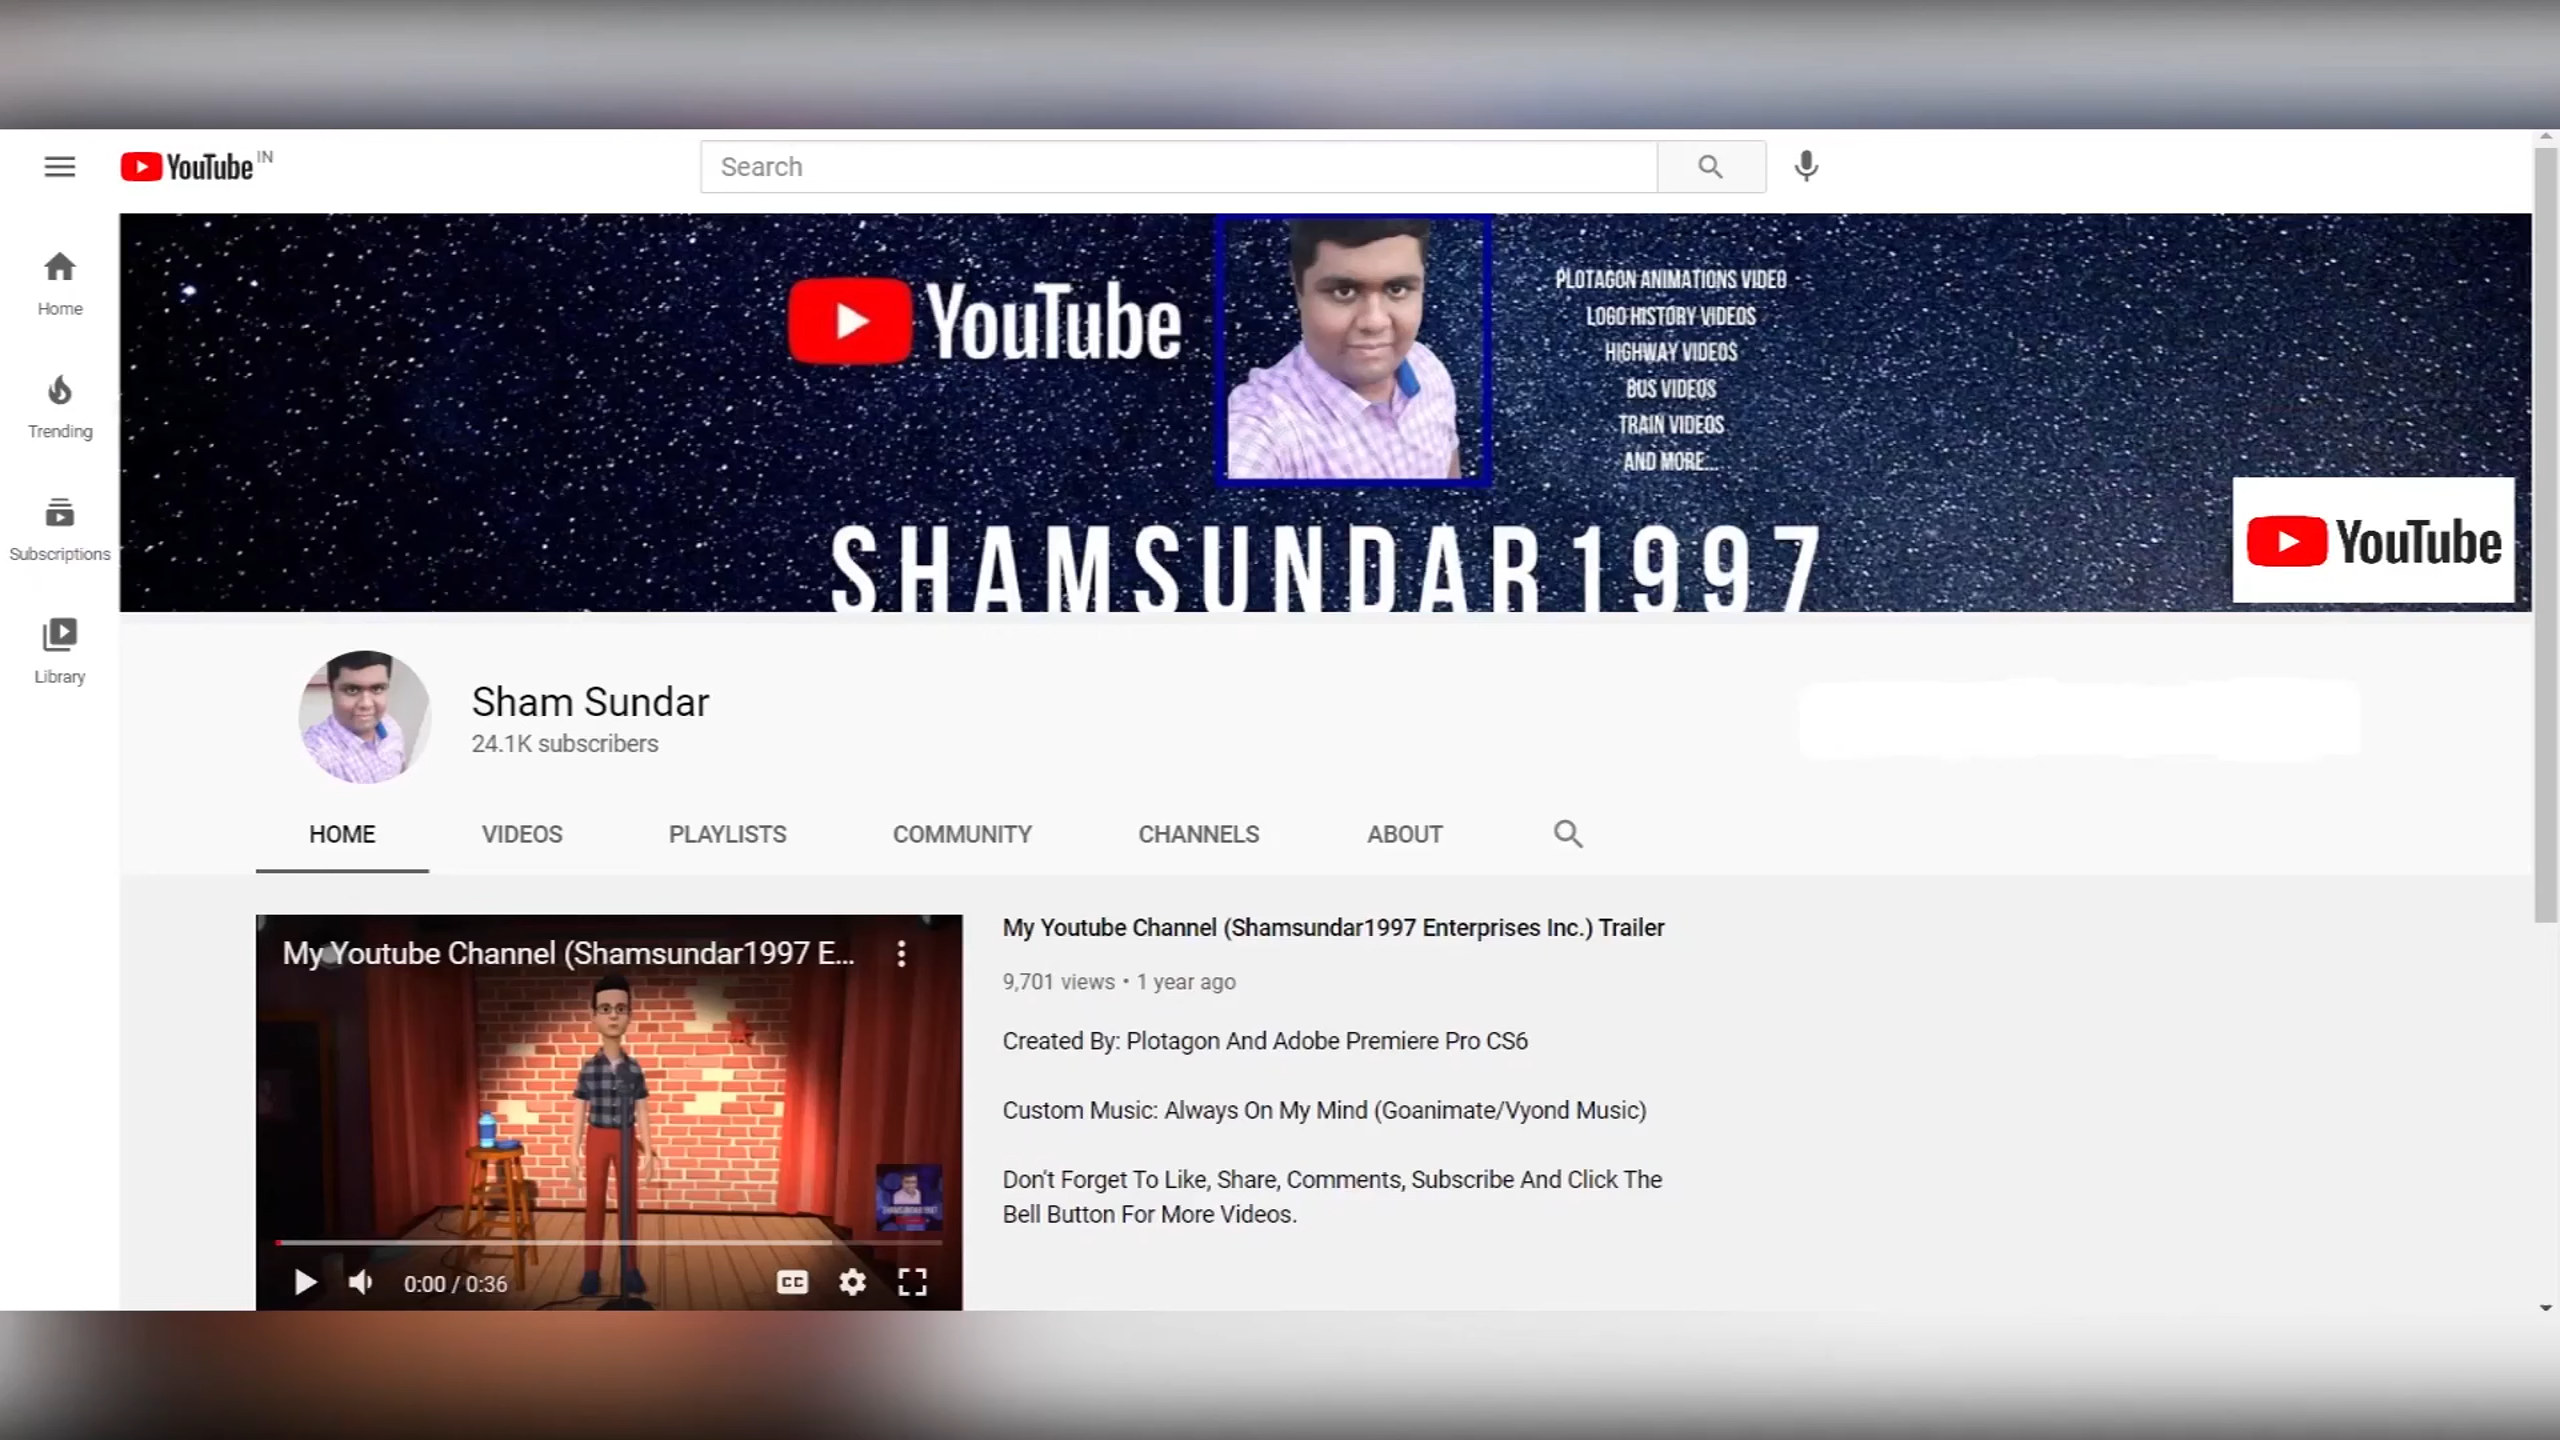 YouTube IN
Search
Home
Trending
Subscriptions
Library
YouTube
PLOTAGON ANIMATIONS VIDEO
LOGO HISTORY VIDEOS
HIGHWAY VIDEOS
BUS VIDEOS
TRAIN VIDEOS
AND MORE...
SHAMSUNDAR1997
YouTube
Sham Sundar
24.1K subscribers
HOME VIDEOS PLAYLISTS COMMUNITY CHANNELS ABOUT
My Youtube Channel (Shamsundar1997 E...
SHAMSUNDAR1997
0:00 / 0:36
CC
My Youtube Channel (Shamsundar1997 Enterprises Inc.) Trailer
9,701 views • 1 year ago
Created By: Plotagon And Adobe Premiere Pro CS6
Custom Music: Always On My Mind (Goanimate/Vyond Music)
Don't Forget To Like, Share, Comments, Subscribe And Click The
Bell Button For More Videos.